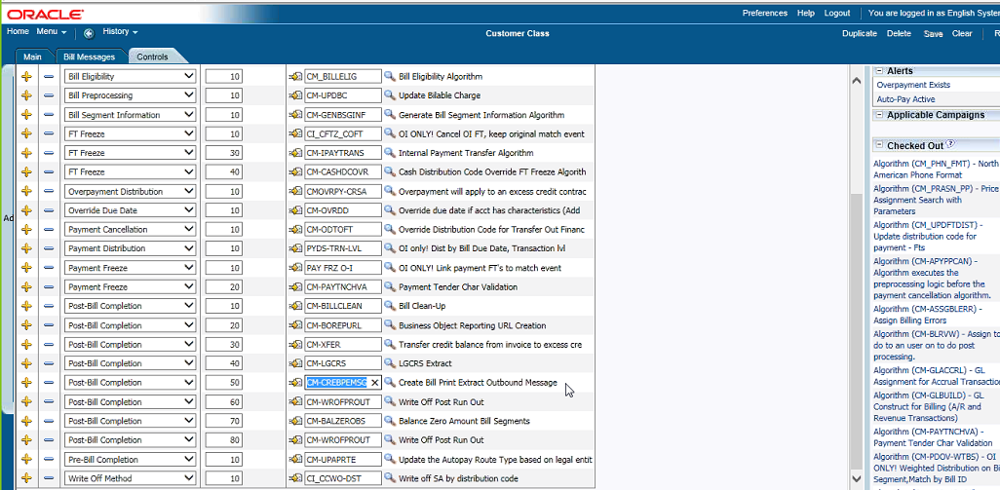 ORACLE
Preferences Help Logout You are logged in as English System
Home Menu History Customer Class Duplicate Delete Save Clear
Main Bill Messages Controls
Bill Eligibility 10 CM_BILLELIG Bill Eligibility Algorithm
Bill Preprocessing 10 CM-UPDBC Update Bilable Charge
Bill Segment Information 10 CM-GENBSGINF Generate Bill Segment Information Algorithm
FT Freeze 10 CI_CFTZ_COFT OI ONLY! Cancel OI FT, keep original match event
FT Freeze 30 CM-IPAYTRANS Internal Payment Transfer Algorithm
FT Freeze 40 CM-CASHDCOVR Cash Distribution Code Override FT Freeze Algorith
Overpayment Distribution 10 CMOVRPY-CRSA Overpayment will apply to an excess credit contrac
Override Due Date 10 CM-OVRDD Override due date if acct has characteristics (Add
Payment Cancellation 10 CM-ODTOFT Override Distribution Code for Transfer Out Financ
Payment Distribution 10 PYDS-TRN-LVL OI only! Dist by Bill Due Date, Transaction lvl
Payment Freeze 10 PAY FRZ O-I OI ONLY! Link payment FT's to match event
Payment Freeze 20 CM-PAYTNCHVA Payment Tender Char Validation
Post-Bill Completion 10 CM-BILLCLEAN Bill Clean-Up
Post-Bill Completion 20 CM-BOREPURL Business Object Reporting URL Creation
Post-Bill Completion 30 CM-XFER Transfer credit balance from invoice to excess cre
Post-Bill Completion 40 CM-LGCRS LGCRS Extract
Post-Bill Completion 50 CM-CREBPEMSG Create Bill Print Extract Outbound Message
Post-Bill Completion 60 CM-WROFPROUT Write Off Post Run Out
Post-Bill Completion 70 CM-BALZEROBS Balance Zero Amount Bill Segments
Post-Bill Completion 80 CM-WROFPROUT Write Off Post Run Out
Pre-Bill Completion 10 CM-UPAPRTE Update the Autopay Route Type based on legal entit
Write Off Method 10 CI_CCWO-DST Write off SA by distribution code
Ad
Alerts
Overpayment Exists
Auto-Pay Active
Applicable Campaigns
Checked Out
Algorithm (CM_PHN_FMT) - North
American Phone Format
Algorithm (CM_PRASN_PP) - Price
Assignment Search with
Parameters
Algorithm (CM_UPDFTDIST) -
Update distribution code for
payment - Fts
Algorithm (CM-APYPPCAN) -
Algorithm executes the
preprocessing logic before the
payment cancellation algorithm.
Algorithm (CM-ASSGBLERR) -
Assign Billing Errors
Algorithm (CM-BLRVW) - Assign to
do to an user on to do post
processing.
Algorithm (CM-GLACCRL) - GL
Assignment for Accrual Transactio
Algorithm (CM-GLBUILD) - GL
Construct for Billing (A/R and
Revenue Transactions)
Algorithm (CM-PAYTNCHVA) -
Payment Tender Char Validation
Algorithm (CM-PDOV-WTBS) - OI
ONLY! Weighted Distribution on Bi
Segment,Match by Bill ID